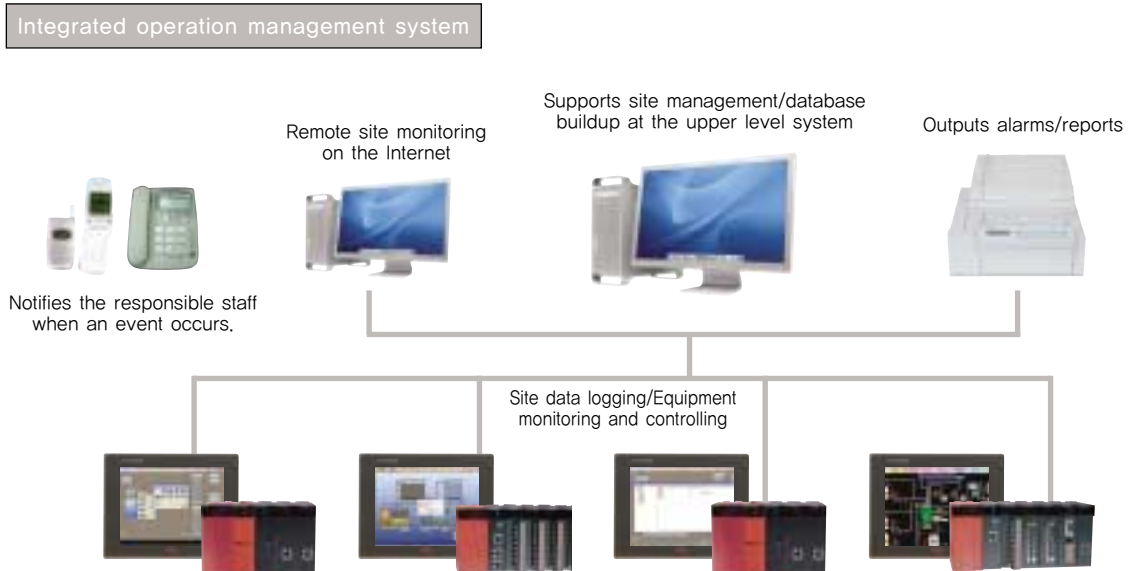 Integrated operation management system
Supports site management/database
buildup at the upper level system
Remote site monitoring
on the Internet
Outputs alarms/reports
Notifies the responsible staff
when an event occurs.
Site data logging/Equipment
monitoring and controlling